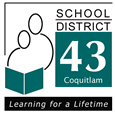 SCHOOL
DISTRICT
43
Coquitlam
Learning for a Lifetime